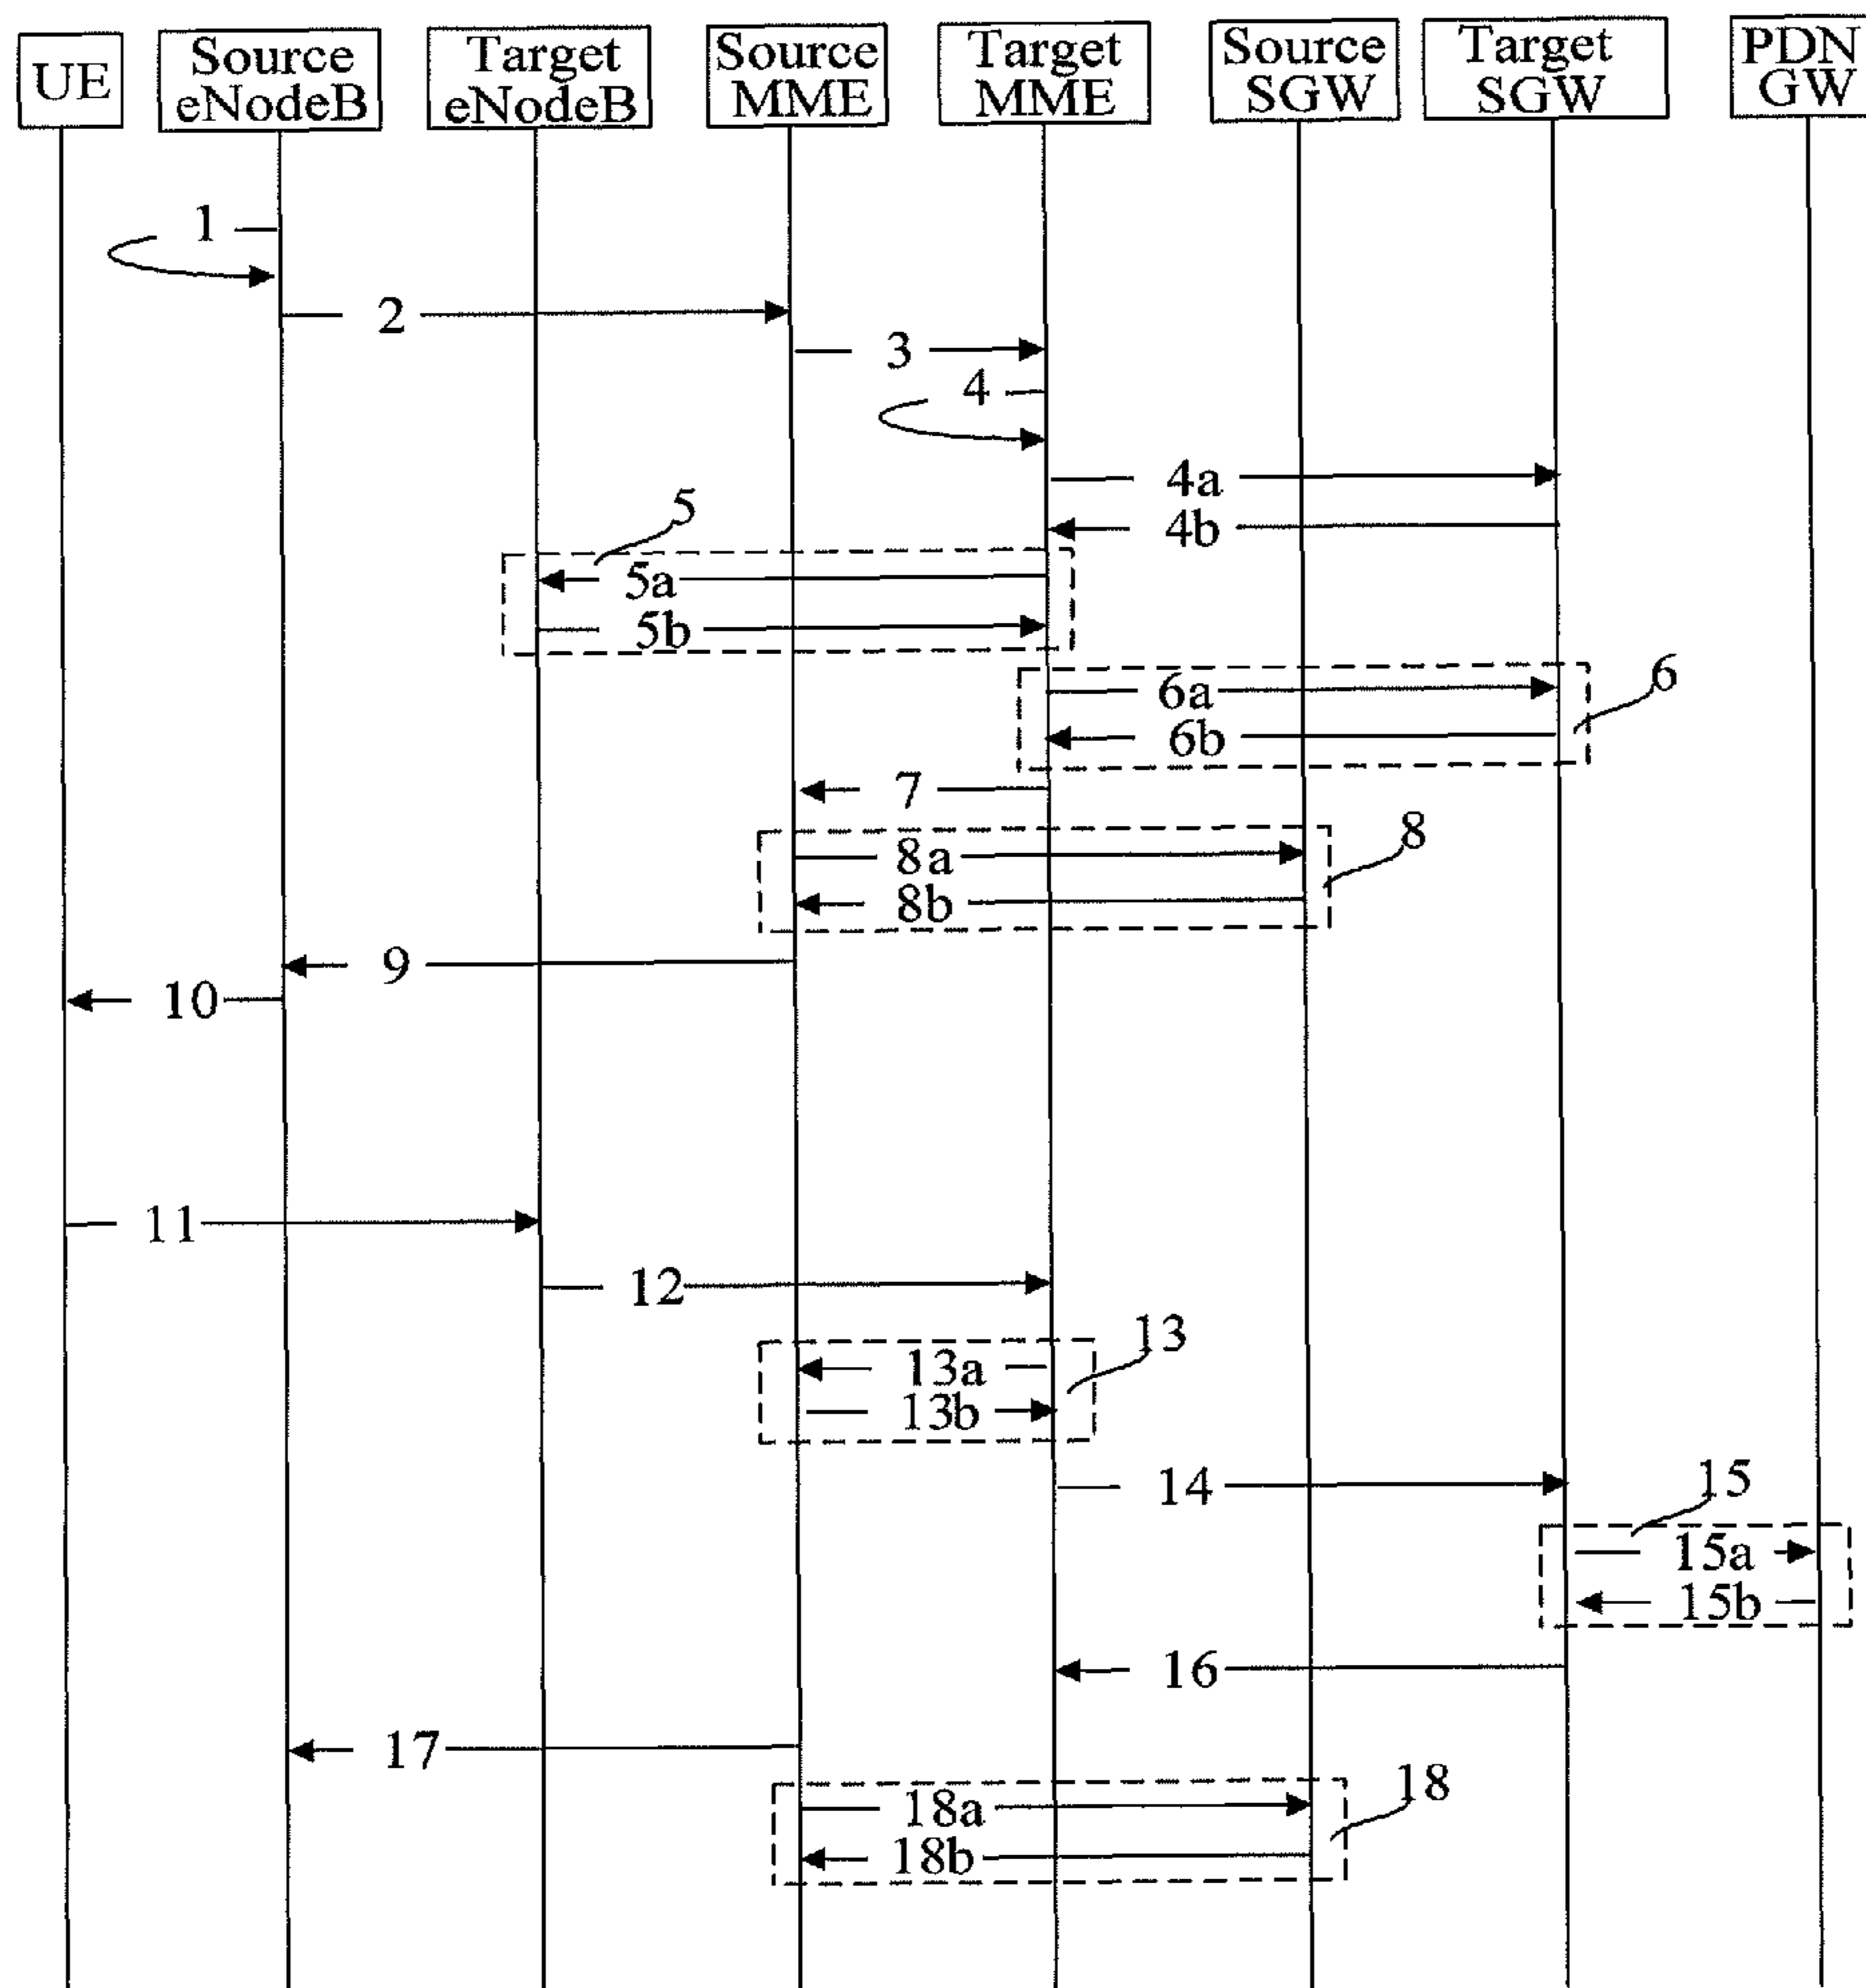 UE
Source
eNodeB
Target
eNodeB
Source
MME
Target
MME
Source
SGW
Target
SGW
PDN
GW
1
2
3
4
4a
4b
5
5a
5b
6
6a
6b
7
8
8a
8b
9
10
11
12
13
13a
13b
14
15
15a
15b
16
17
18
18a
18b